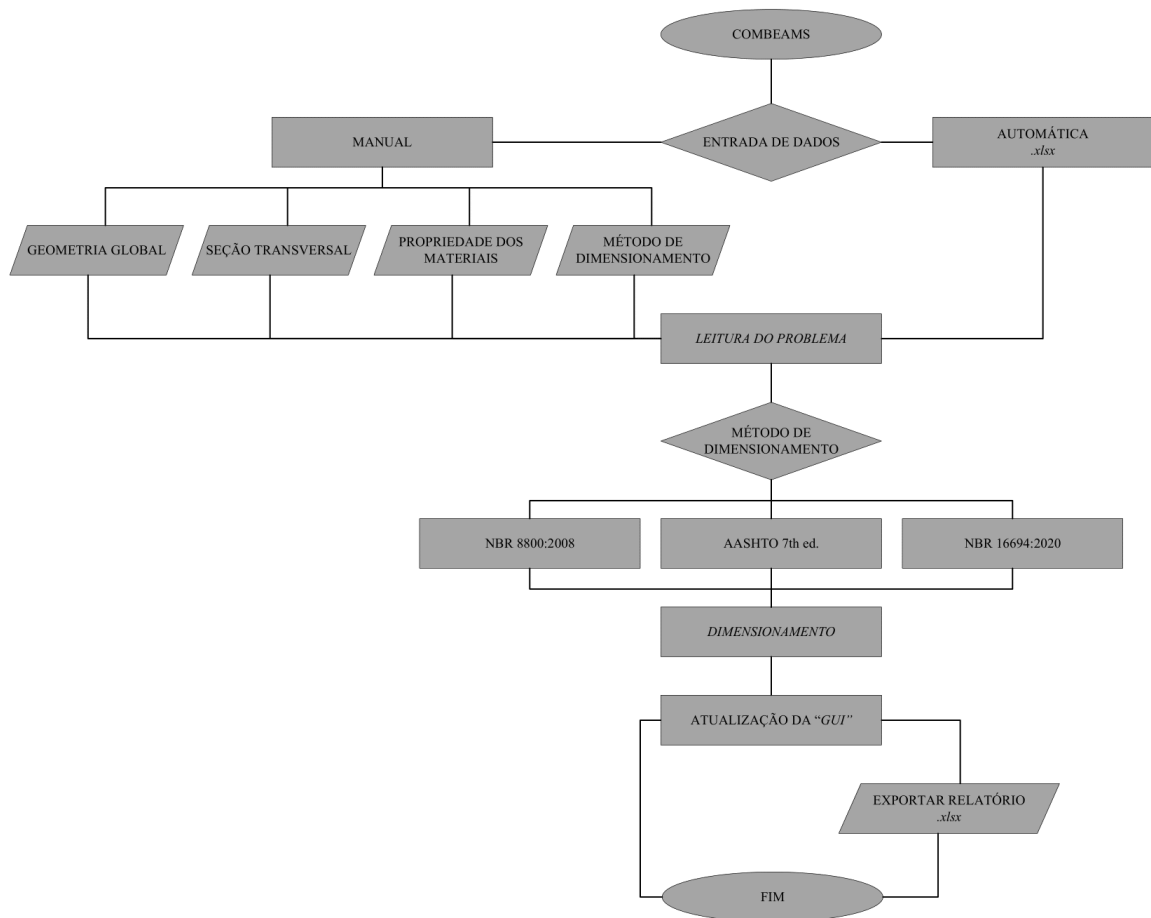 COMBEAMS
MANUAL
ENTRADA DE DADOS
AUTOMÁTICA
.xlsx
GEOMETRIA GLOBAL
SEÇÃO TRANSVERSAL
PROPRIEDADE DOS
MATERIAIS
MÉTODO DE
DIMENSIONAMENTO
LEITURA DO PROBLEMA
MÉTODO DE
DIMENSIONAMENTO
NBR 8800:2008
AASHTO 7th ed.
NBR 16694:2020
DIMENSIONAMENTO
ATUALIZAÇÃO DA “GUI”
EXPORTAR RELATÓRIO
.xlsx
FIM